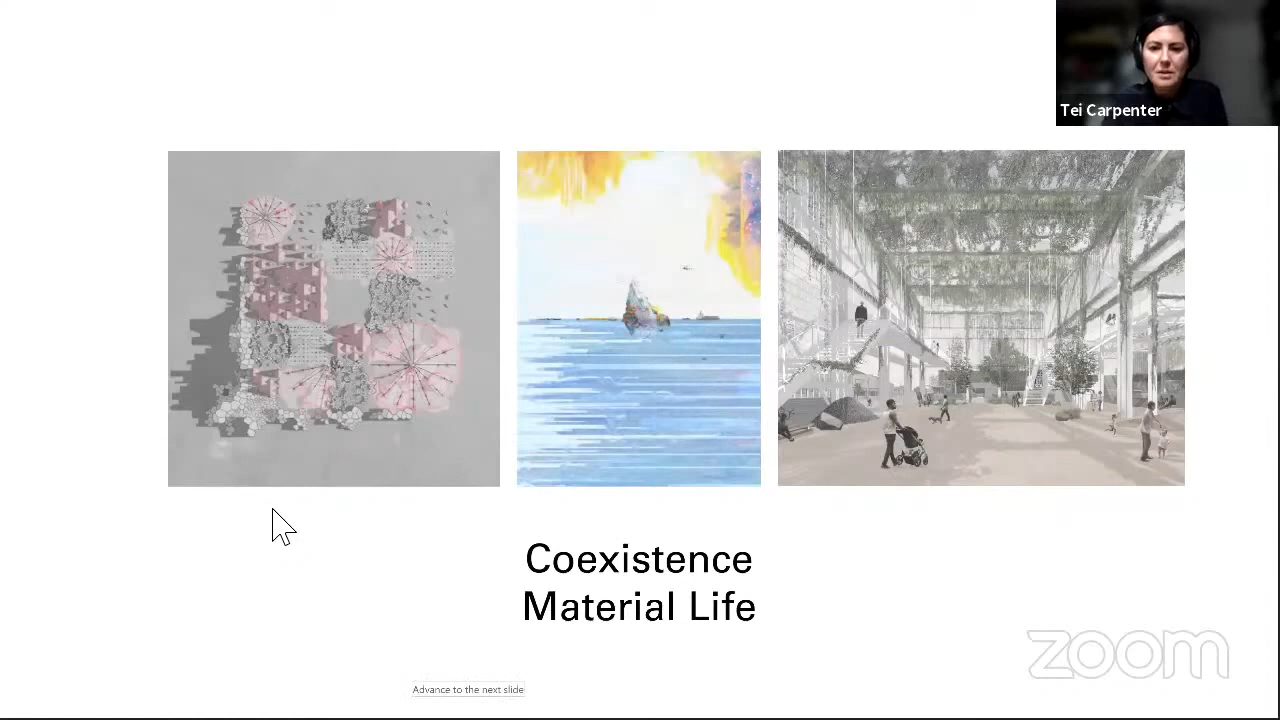 Tei Carpenter
Coexistence
Material Life
zoom
Advance to the next slide